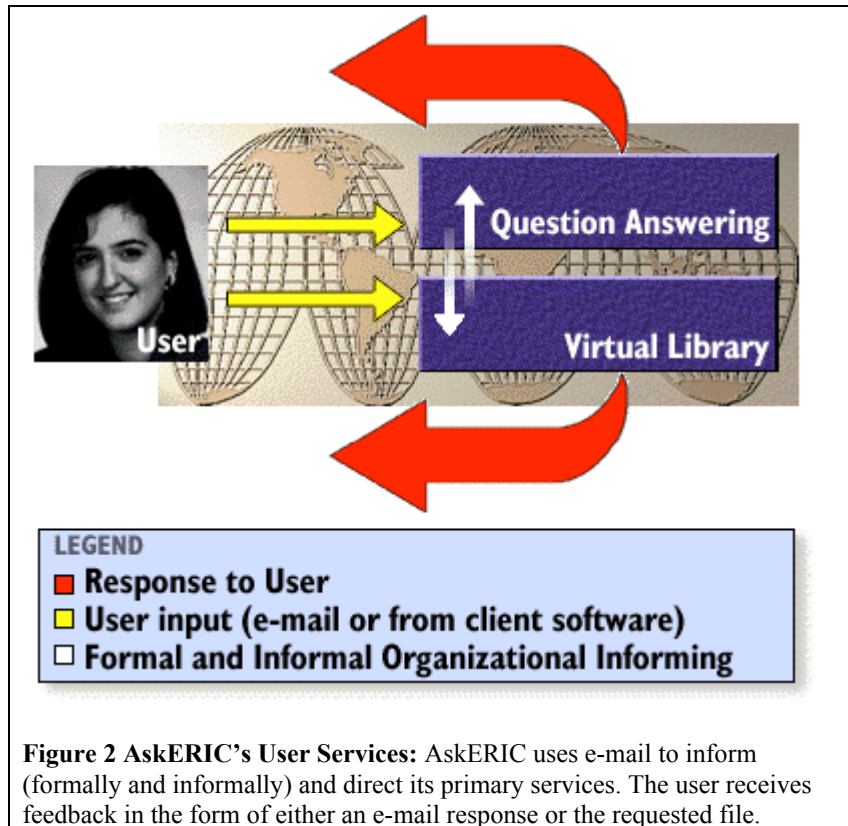 Question Answering
User
Virtual Library
LEGEND
Response to User
User input (e-mail or from client software)
Formal and Informal Organizational Informing
Figure 2 AskERIC's User Services: AskERIC uses e-mail to inform
(formally and informally) and direct its primary services. The user receives
feedback in the form of either an e-mail response or the requested file.